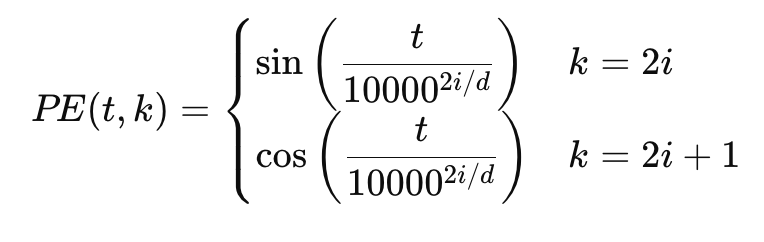 PE(t, k) = { sin ( t / 10000^{2i/d} ) k = 2i
cos ( t / 10000^{2i/d} ) k = 2i + 1